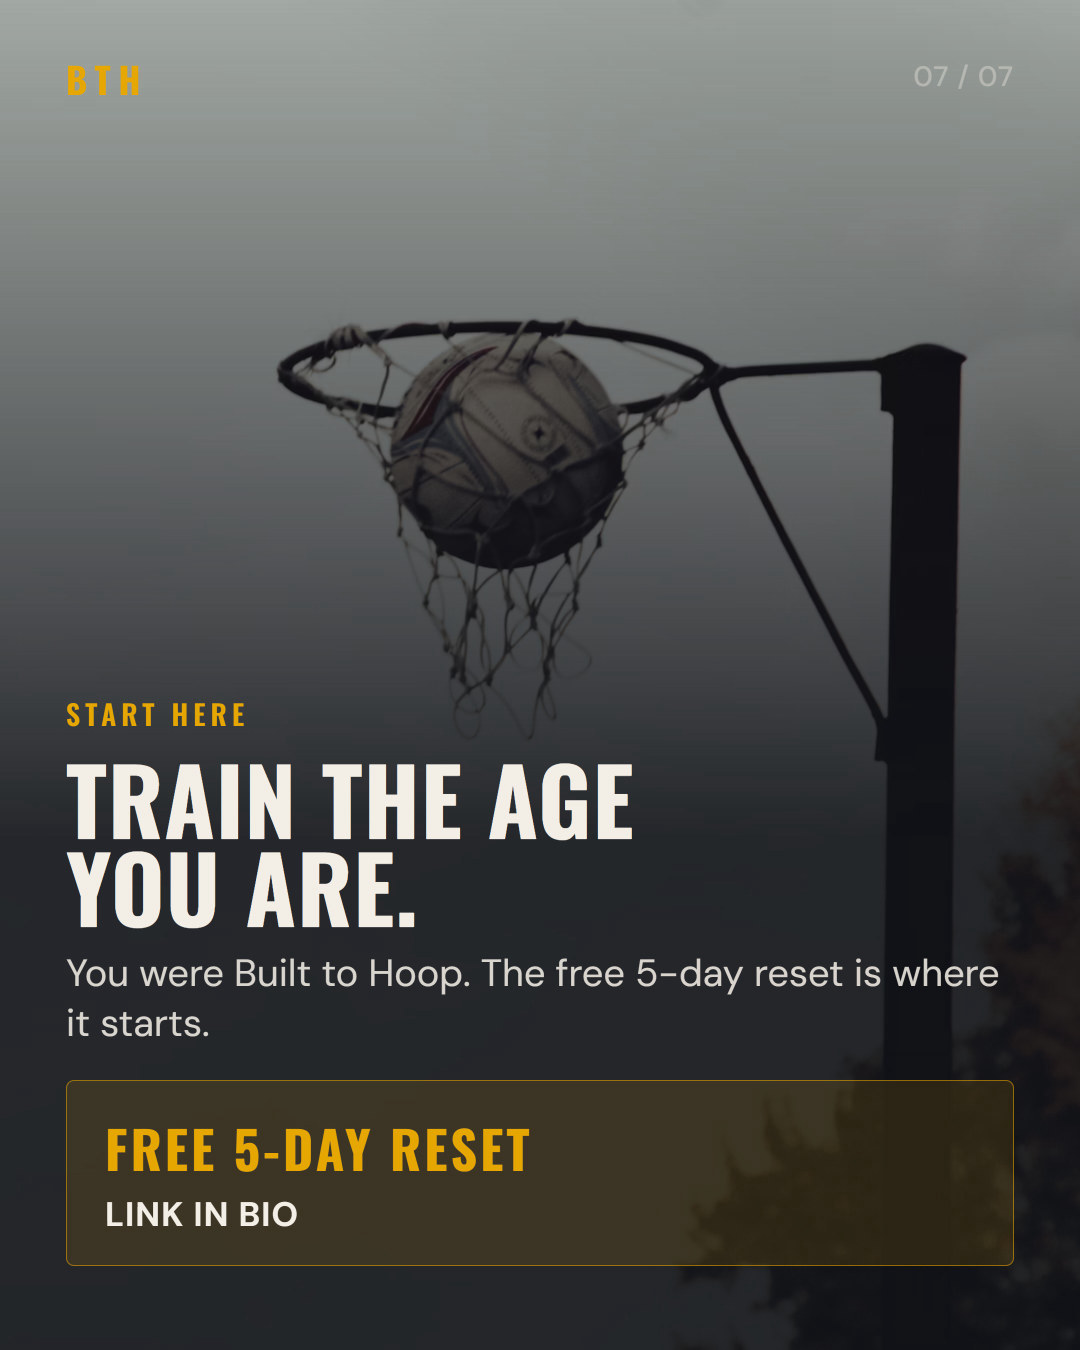 BTH
07 / 07
START HERE
TRAIN THE AGE
YOU ARE.
You were Built to Hoop. The free 5-day reset is where
it starts.
FREE 5-DAY RESET
LINK IN BIO